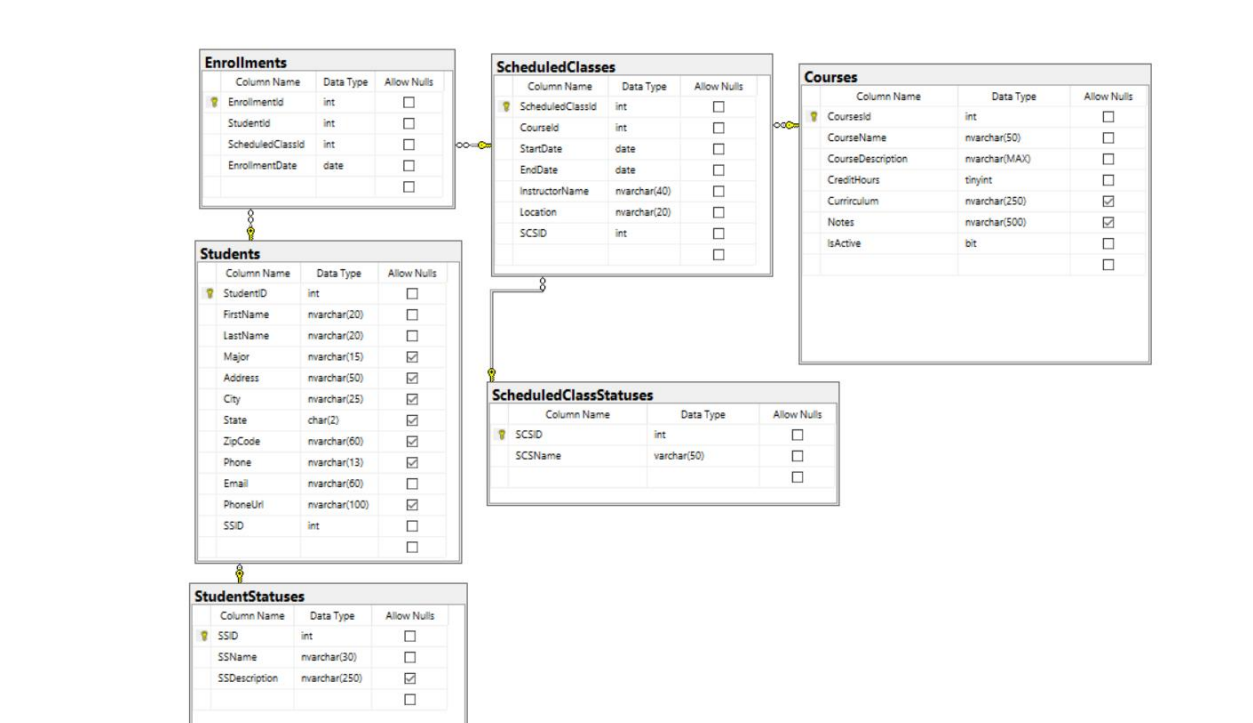 Enrollments
Column Name Data Type Allow Nulls
EnrollmentId int
StudentId int
ScheduledClassId int
EnrollmentDate date
ScheduledClasses
Column Name Data Type Allow Nulls
ScheduledClassId int
CourseId int
StartDate date
EndDate date
InstructorName nvarchar(40)
Location nvarchar(20)
SCSID int
Courses
Column Name Data Type Allow Nulls
CoursesId int
CourseName nvarchar(50)
CourseDescription nvarchar(MAX)
CreditHours tinyint
Currirculum nvarchar(250)
Notes nvarchar(500)
IsActive bit
Students
Column Name Data Type Allow Nulls
StudentID int
FirstName nvarchar(20)
LastName nvarchar(20)
Major nvarchar(15)
Address nvarchar(50)
City nvarchar(25)
State char(2)
ZipCode nvarchar(60)
Phone nvarchar(13)
Email nvarchar(60)
PhoneUrl nvarchar(100)
SSID int
ScheduledClassStatuses
Column Name Data Type Allow Nulls
SCSID int
SCSName varchar(50)
StudentStatuses
Column Name Data Type Allow Nulls
SSID int
SSName nvarchar(30)
SSDescription nvarchar(250)